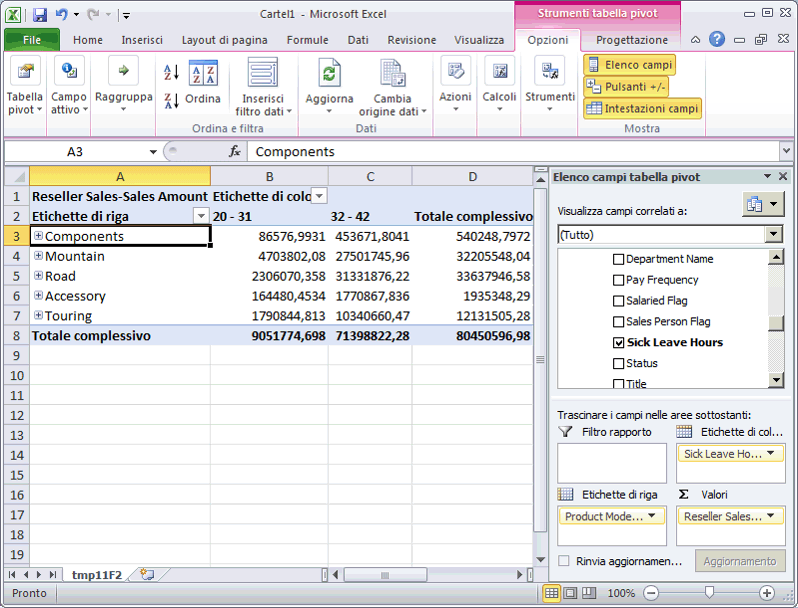 Cartel1 - Microsoft Excel
Strumenti tabella pivot
File Home Inserisci Layout di pagina Formule Dati Revisione Visualizza Opzioni Progettazione
Tabella pivot
Campo attivo
Raggruppa
Ordina
Inserisci filtro dati
Ordina e filtra
Aggiorna
Cambia origine dati
Dati
Azioni
Calcoli
Strumenti
Elenco campi
Pulsanti +/-
Intestazioni campi
Mostra
A3 fx Components
A B C D
1 Reseller Sales-Sales Amount Etichette di colo
2 Etichette di riga 20 - 31 32 - 42 Totale complessivo
3 Components 86576,9931 453671,8041 540248,7972
4 Mountain 4703802,08 27501745,96 32205548,04
5 Road 2306070,358 31331876,22 33637946,58
6 Accessory 164480,4534 1770867,836 1935348,29
7 Touring 1790844,813 10340660,47 12131505,28
8 Totale complessivo 9051774,698 71398822,28 80450596,98
9
10
11
12
13
14
15
16
17
18
19
tmp11F2
Pronto
100%
Elenco campi tabella pivot
Visualizza campi correlati a:
(Tutto)
Department Name
Pay Frequency
Salaried Flag
Sales Person Flag
Sick Leave Hours
Status
Title
Trascinare i campi nelle aree sottostanti:
Filtro rapporto
Etichette di col...
Sick Leave Ho...
Etichette di riga
Σ Valori
Product Mode...
Reseller Sales...
Rinvia aggiornamen...
Aggiornamento